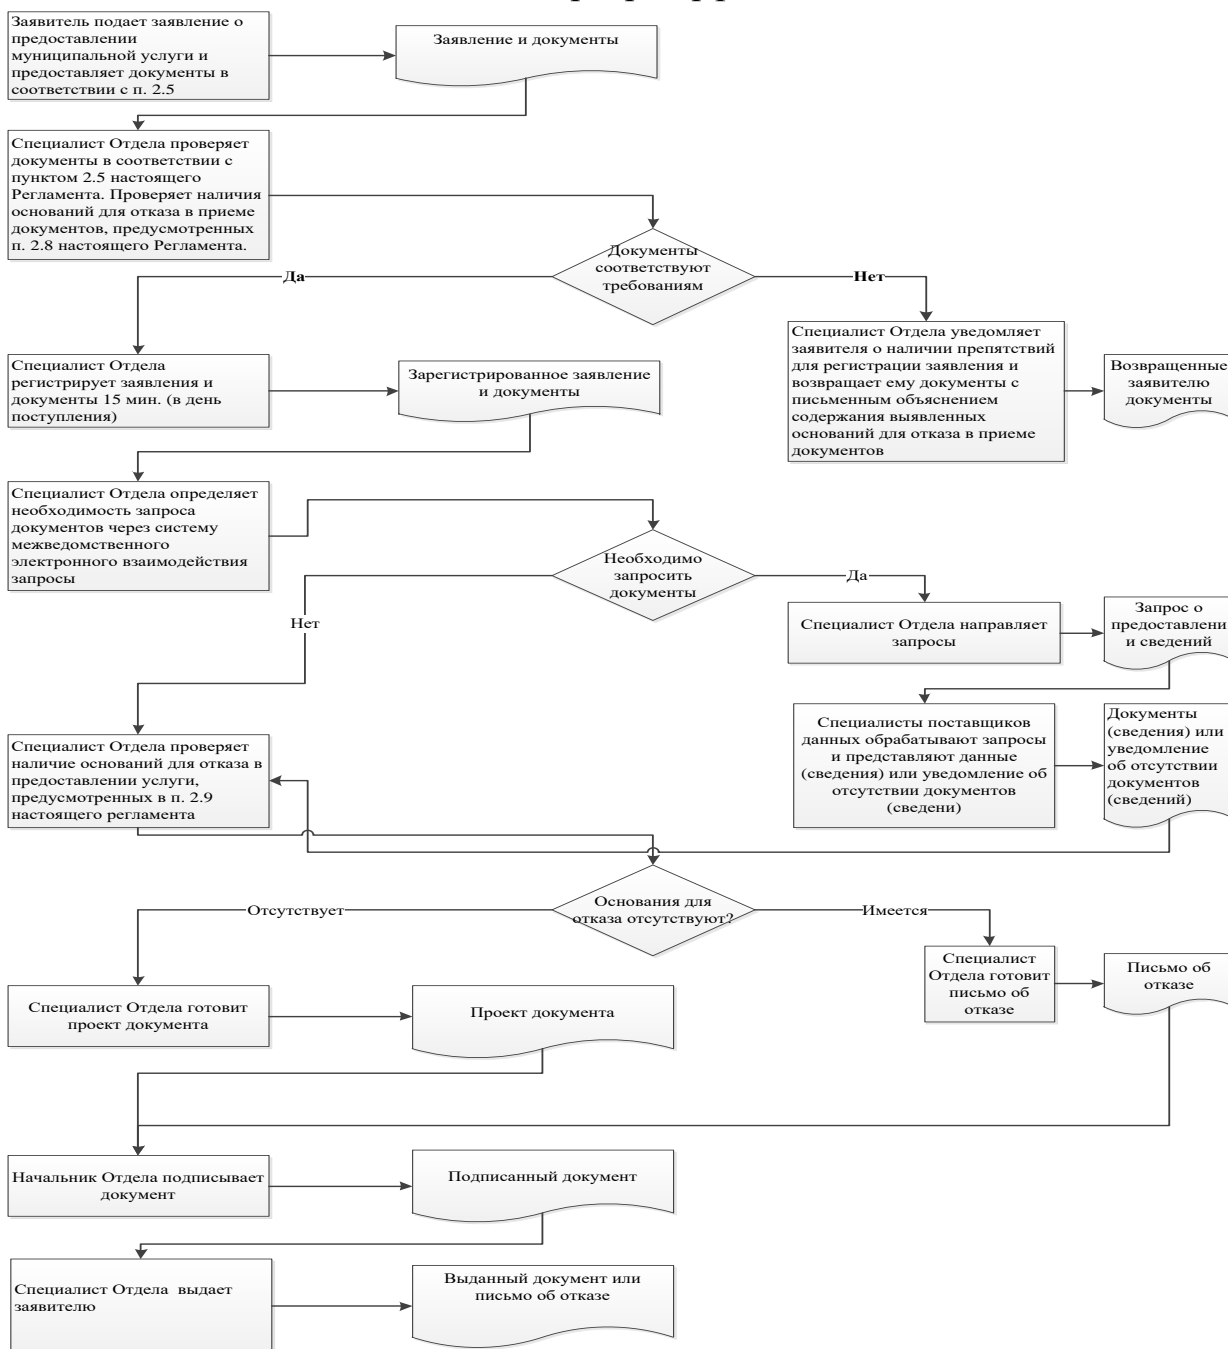 Заявитель подает заявление о
предоставлении
муниципальной услуги и
предоставляет документы в
соответствии с п. 2.5
Заявление и документы
Специалист Отдела проверяет
документы в соответствии с
пунктом 2.5 настоящего
Регламента. Проверяет наличия
оснований для отказа в приеме
документов, предусмотренных
п. 2.8 настоящего Регламента.
Документы
соответствуют
требованиям
Да
Нет
Специалист Отдела
регистрирует заявления и
документы 15 мин. (в день
поступления)
Зарегистрированное заявление
и документы
Специалист Отдела уведомляет
заявителя о наличии препятствий
для регистрации заявления и
возвращает ему документы с
письменным объяснением
содержания выявленных
оснований для отказа в приеме
документов
Возвращенные
заявителю
документы
Специалист Отдела определяет
необходимость запроса
документов через систему
межведомственного
электронного взаимодействия
запросы
Необходимо
запросить
документы
Нет
Да
Специалист Отдела направляет
запросы
Запрос о
предоставлени
и сведений
Специалист Отдела проверяет
наличие оснований для отказа в
предоставлении услуги,
предусмотренных в п. 2.9
настоящего регламента
Специалисты поставщиков
данных обрабатывают запросы
и представляют данные
(сведения) или уведомление об
отсутствии документов
(сведени)
Документы
(сведения) или
уведомление
об отсутствии
документов
(сведений)
Основания для
отказа отсутствуют?
Отсутствует
Имеется
Специалист
Отдела готовит
письмо об
отказе
Письмо об
отказе
Специалист Отдела готовит
проект документа
Проект документа
Начальник Отдела подписывает
документ
Подписанный документ
Специалист Отдела  выдает
заявителю
Выданный документ или
письмо об отказе